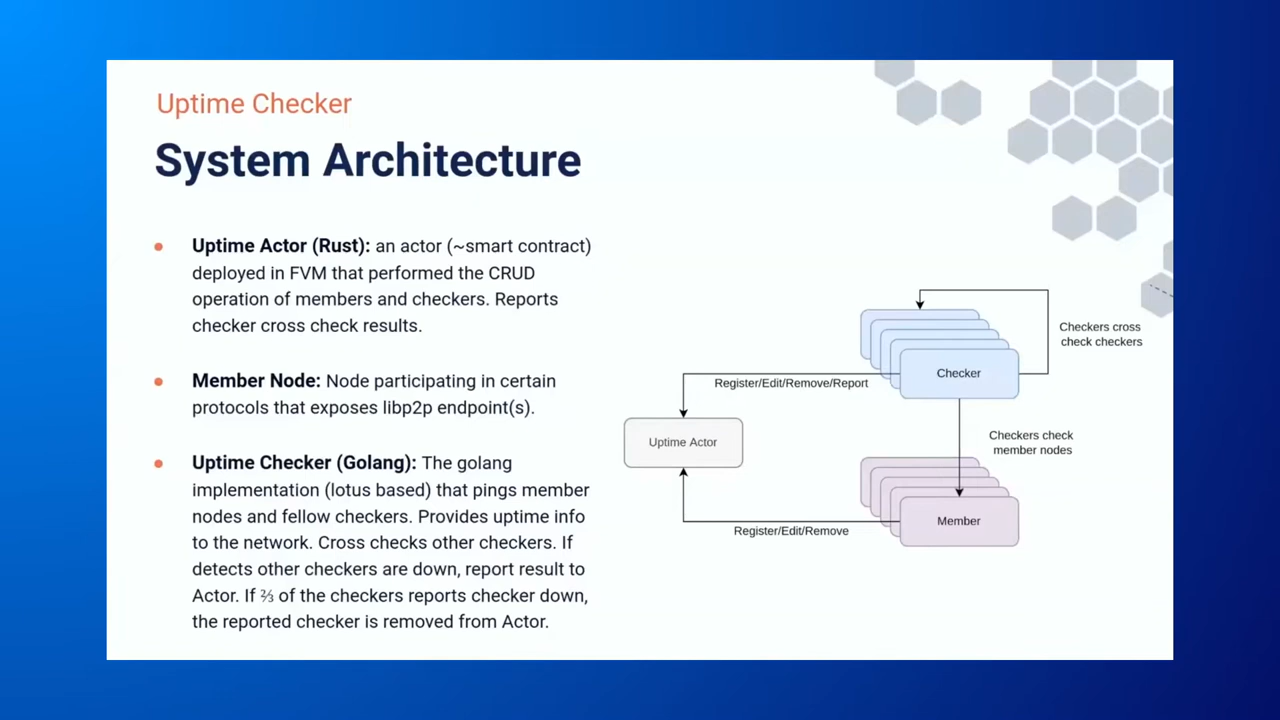 Uptime Checker
System Architecture
Uptime Actor (Rust): an actor (~smart contract)
deployed in FVM that performed the CRUD
operation of members and checkers. Reports
checker cross check results.
Member Node: Node participating in certain
protocols that exposes libp2p endpoint(s).
Uptime Checker (Golang): The golang
implementation (lotus based) that pings member
nodes and fellow checkers. Provides uptime info
to the network. Cross checks other checkers. If
detects other checkers are down, report result to
Actor. If ⅔ of the checkers reports checker down,
the reported checker is removed from Actor.
Checkers cross
check checkers
Checker
Register/Edit/Remove/Report
Uptime Actor
Checkers check
member nodes
Member
Register/Edit/Remove